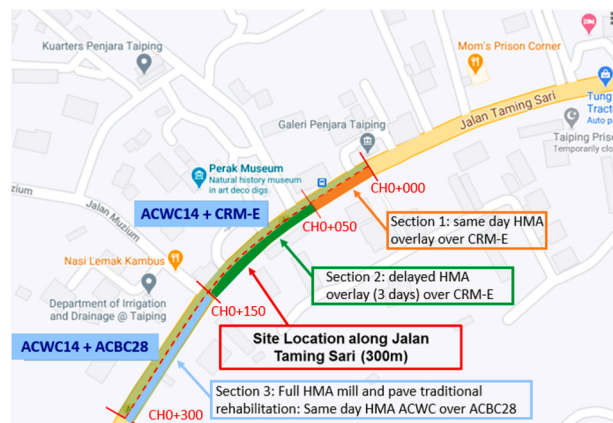 Kuarters Penjara Taiping
Mom's Prison Corner
Galeri Penjara Taiping
Jalan Taming Sari
Tung
Tract
Auto pa
Taiping Priso
Temporarily clo
Perak Museum
Natural history museum
in art deco digs
CH0+000
zium
Jalan Muzium
ACWC14 + CRM-E
CH0+050
Section 1: same day HMA
overlay over CRM-E
Nasi Lemak Kambus
Section 2: delayed HMA
overlay (3 days) over CRM-E
Department of Irrigation
and Drainage @ Taiping
CH0+150
Site Location along Jalan
Taming Sari (300m)
ACWC14 + ACBC28
Section 3: Full HMA mill and pave traditional
rehabilitation: Same day HMA ACWC over ACBC28
CH0+300